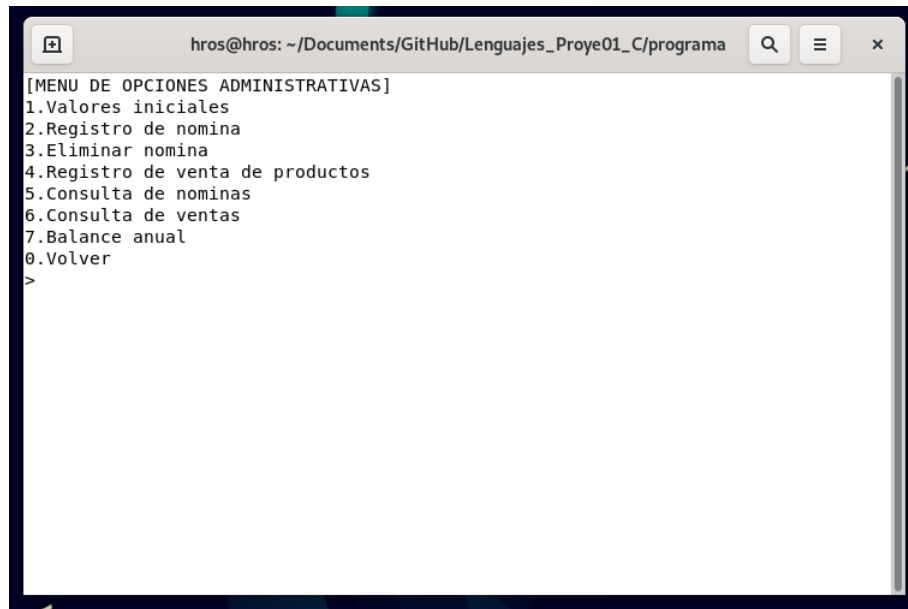 hros@hros: ~/Documents/GitHub/Lenguajes_Proye01_C/programa
[MENU DE OPCIONES ADMINISTRATIVAS]
1.Valores iniciales
2.Registro de nomina
3.Eliminar nomina
4.Registro de venta de productos
5.Consulta de nominas
6.Consulta de ventas
7.Balance anual
0.Volver
>